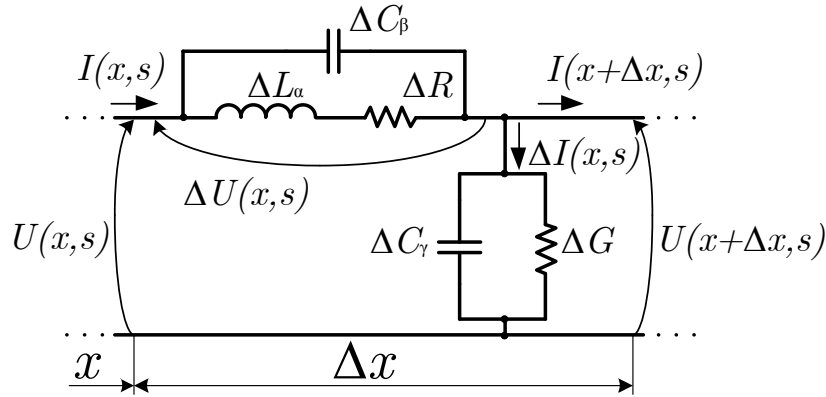 ΔC_β
I(x,s) ΔL_α ΔR I(x+Δx,s)
ΔI(x,s)
ΔU(x,s)
U(x,s) ΔC_γ ΔG U(x+Δx,s)
x Δx